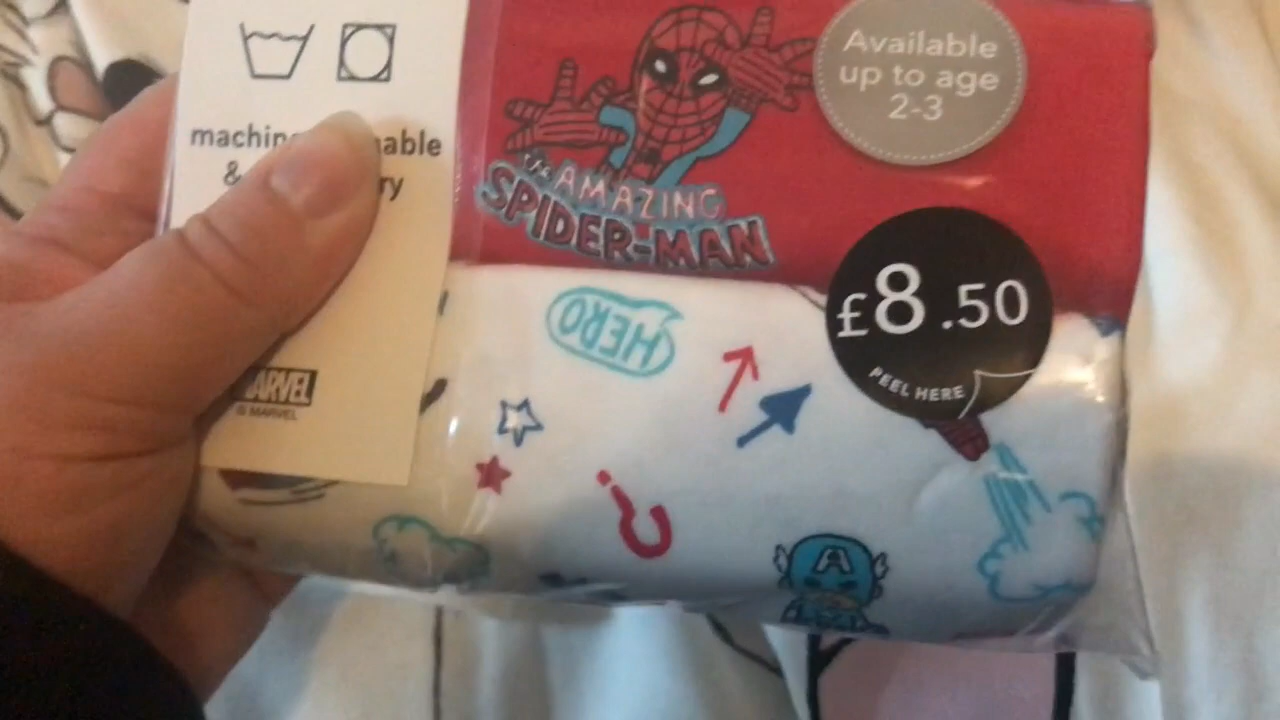 machin able
& ry
MARVEL
© MARVEL
the AMAZING
SPIDER-MAN
Available
up to age
2-3
£8.50
PEEL HERE
HERO
A